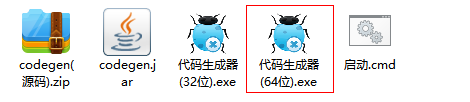 codegen(
源码).zip
codegen.j
ar
代码生成器
(32位).exe
代码生成器
(64位).exe
启动.cmd